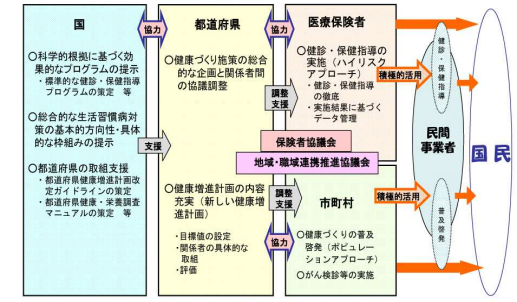 国
○科学的根拠に基づく効
果的なプログラムの提示
・標準的な健診・保健指導
プログラムの策定　等
○総合的な生活習慣病対
策の基本的方向性・具体
的な枠組みの提示
○都道府県の取組支援
・都道府県健康増進計画改
定ガイドラインの策定
・都道府県健康・栄養調査
マニュアルの策定　等
支援
都道府県
○健康づくり施策の総合
的な企画と関係者間
の協議調整
○健康増進計画の内容
充実（新しい健康増
進計画）
・目標値の設定
・関係者の具体的な
取組
・評価
協力
調整
支援
保険者協議会
地域・職域連携推進協議会
調整
支援
協力
医療保険者
○健診・保健指導の
実施（ハイリスク
アプローチ）
・健診・保健指導
の徹底
・実施結果に基づく
データ管理
市町村
○健康づくりの普及
啓発（ポピュレー
ションアプローチ）
○がん検診等の実施
協力
積極的活用
積極的活用
健診・保健指導
民間
事業者
普及啓発
国民